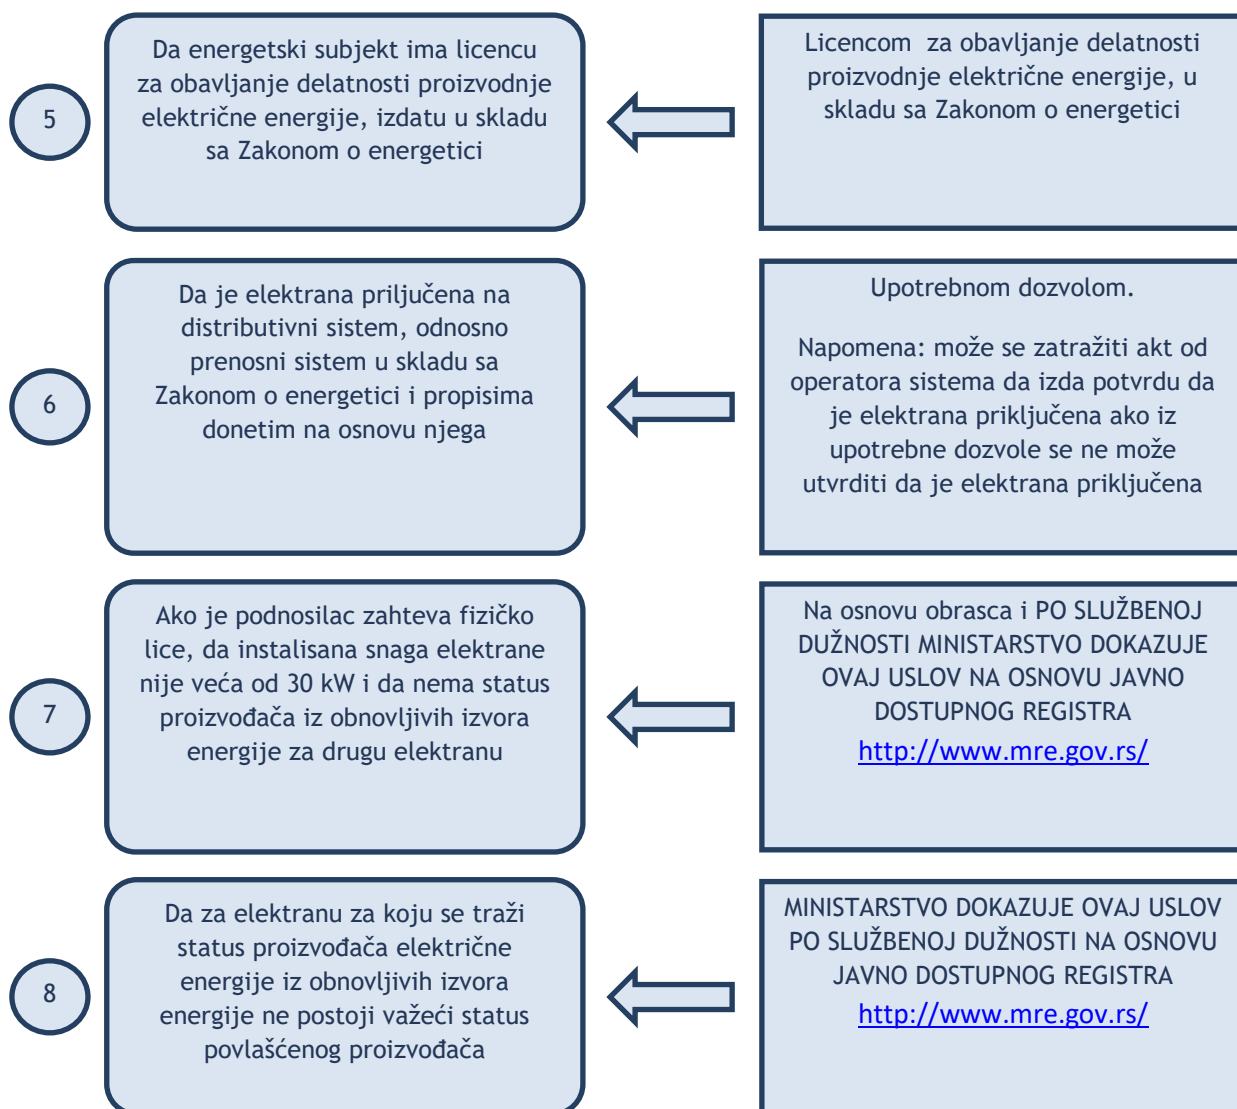 5
Da energetski subjekt ima licencu
za obavljanje delatnosti proizvodnje
električne energije, izdatu u skladu
sa Zakonom o energetici
Licencom za obavljanje delatnosti
proizvodnje električne energije, u
skladu sa Zakonom o energetici
6
Da je elektrana priljučena na
distributivni sistem, odnosno
prenosni sistem u skladu sa
Zakonom o energetici i propisima
donetim na osnovu njega
Upotrebnom dozvolom.
Napomena: može se zatražiti akt od
operatora sistema da izda potvrdu da
je elektrana priključena ako iz
upotrebne dozvole se ne može
utvrditi da je elektrana priključena
7
Ako je podnosilac zahteva fizičko
lice, da instalisana snaga elektrane
nije veća od 30 kW i da nema status
proizvođača iz obnovljivih izvora
energije za drugu elektranu
Na osnovu obrasca i PO SLUŽBENOJ
DUŽNOSTI MINISTARSTVO DOKAZUJE
OVAJ USLOV NA OSNOVU JAVNO
DOSTUPNOG REGISTRA
http://www.mre.gov.rs/
8
Da za elektranu za koju se traži
status proizvođača električne
energije iz obnovljivih izvora
energije ne postoji važeći status
povlašćenog proizvođača
MINISTARSTVO DOKAZUJE OVAJ USLOV
PO SLUŽBENOJ DUŽNOSTI NA OSNOVU
JAVNO DOSTUPNOG REGISTRA
http://www.mre.gov.rs/